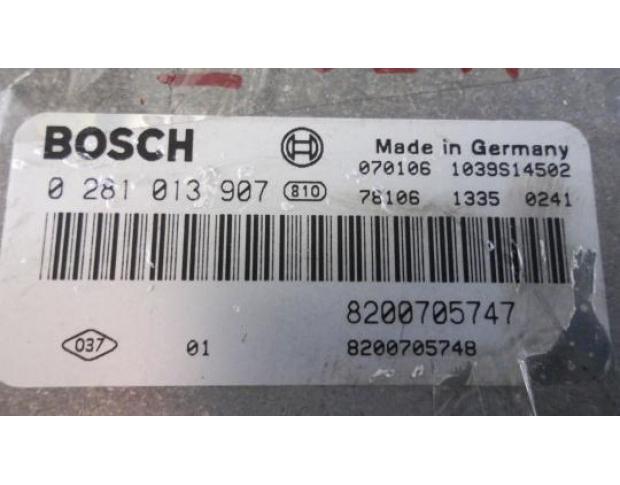 BOSCH
Made in Germany
070106 1039S14502
0 281 013 907 810
78106 1335 0241
8200705747
037 01 8200705748